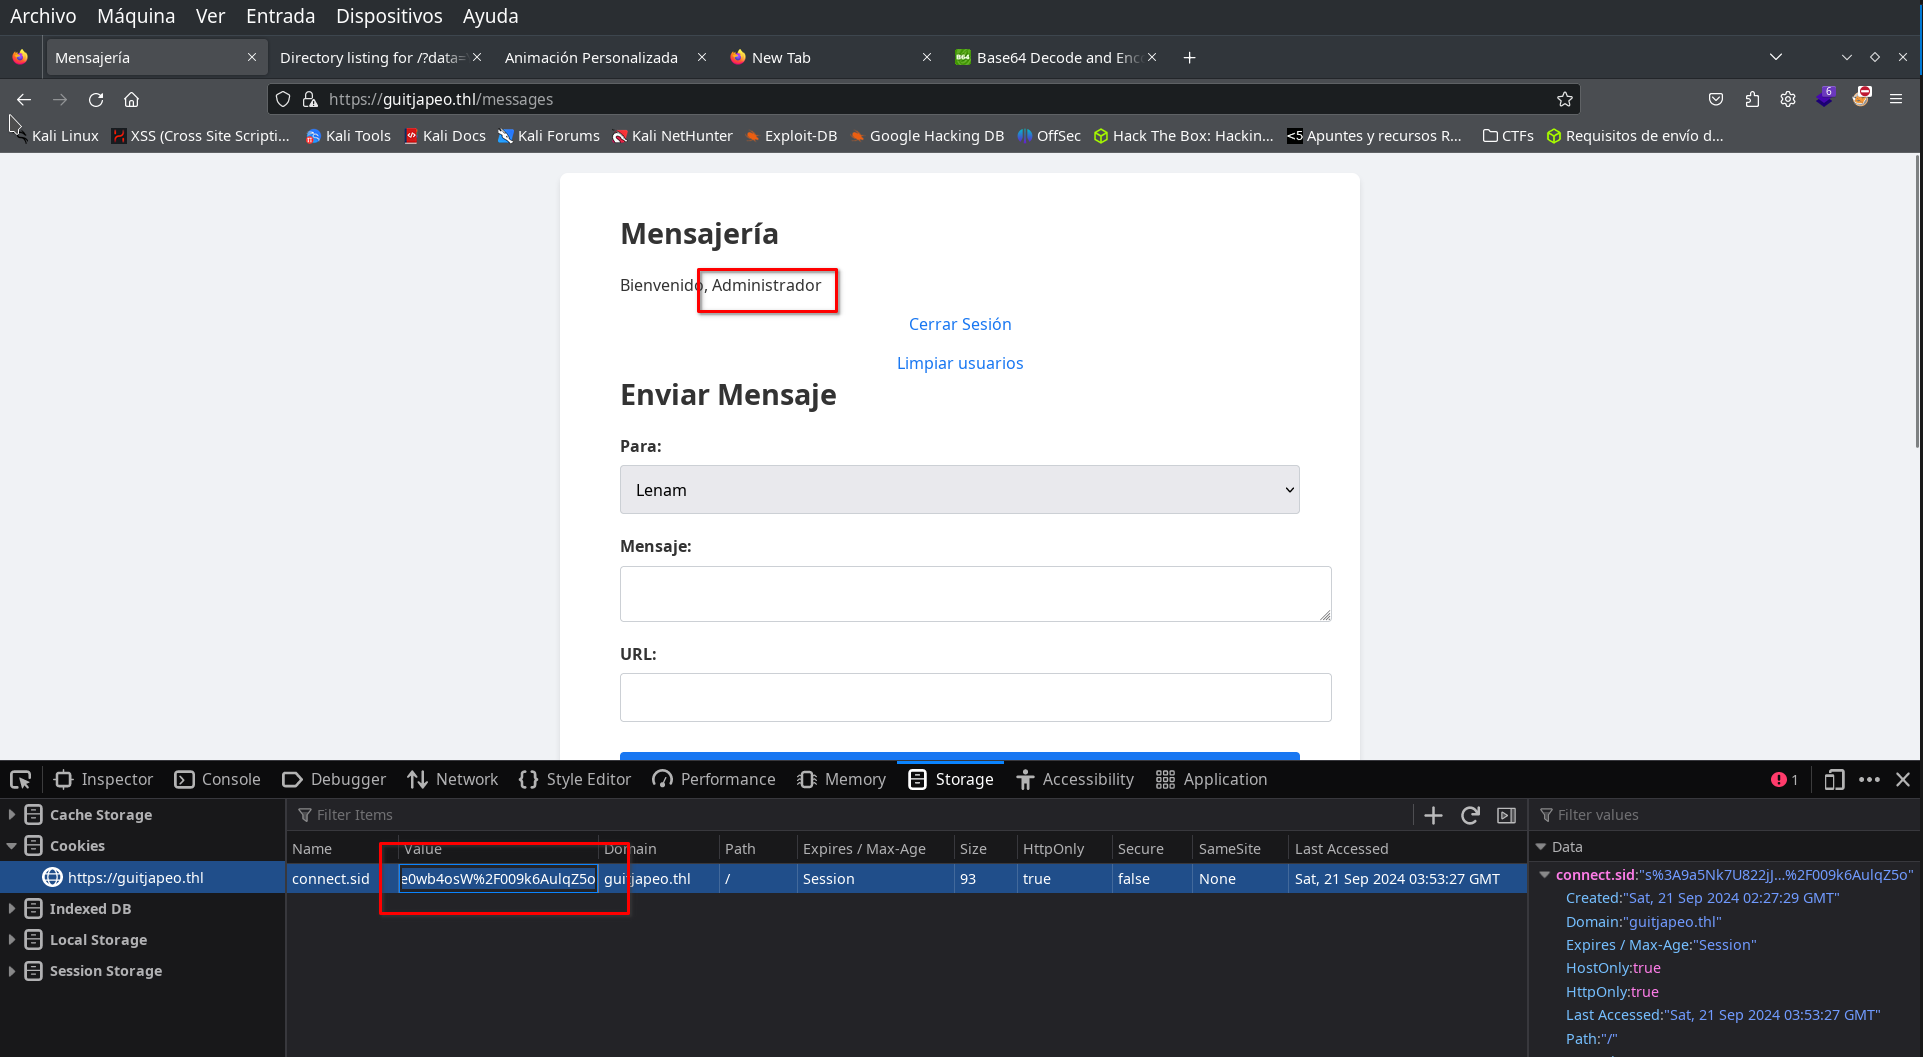 Archivo Máquina Ver Entrada Dispositivos Ayuda
Mensajería Directory listing for /?data= Animación Personalizada New Tab B64 Base64 Decode and Enc
https://guitjapeo.thl/messages 6
Kali Linux XSS (Cross Site Scripti... Kali Tools Kali Docs Kali Forums Kali NetHunter Exploit-DB Google Hacking DB OffSec Hack The Box: Hackin... <5 Apuntes y recursos R... CTFs Requisitos de envío d...
Mensajería
Bienvenido, Administrador
Cerrar Sesión
Limpiar usuarios
Enviar Mensaje
Para:
Lenam
Mensaje:
URL:
Inspector Console Debugger Network Style Editor Performance Memory Storage Accessibility Application 1
Cache Storage
Cookies
https://guitjapeo.thl
Indexed DB
Local Storage
Session Storage
Filter Items
Name Value Domain Path Expires / Max-Age Size HttpOnly Secure SameSite Last Accessed
connect.sid e0wb4osW%2F009k6AulqZ5o guitjapeo.thl / Session 93 true false None Sat, 21 Sep 2024 03:53:27 GMT
Filter values
Data
connect.sid:"s%3A9a5Nk7U822jJ...%2F009k6AulqZ5o"
Created:"Sat, 21 Sep 2024 02:27:29 GMT"
Domain:"guitjapeo.thl"
Expires / Max-Age:"Session"
HostOnly:true
HttpOnly:true
Last Accessed:"Sat, 21 Sep 2024 03:53:27 GMT"
Path:"/"